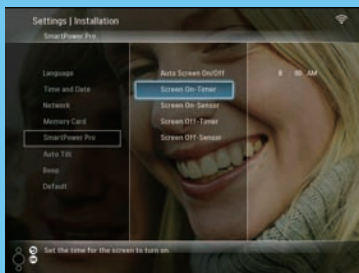 Settings | Installation
SmartPower Pro
Language
Time and Date
Network
Memory Card
SmartPower Pro
Auto Tilt
Beep
Default
Auto Screen On/Off
Screen On-Timer
Screen On-Sensor
Screen Off-Timer
Screen Off-Sensor
8 : 00 AM
Set the time for the screen to turn on.